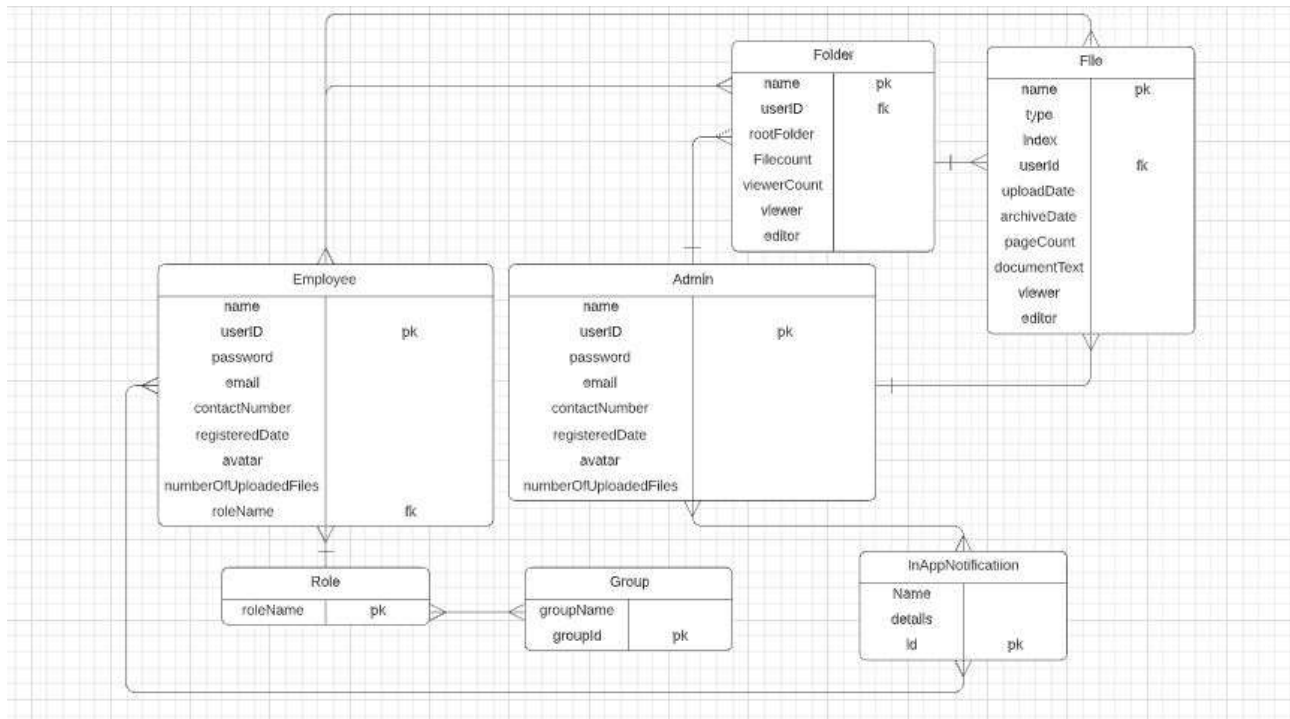 Folder
name pk
userID fk
rootFolder
Filecount
viewerCount
viewer
editor
File
name pk
type
index
userId fk
uploadDate
archiveDate
pageCount
documentText
viewer
editor
Employee
name
userID pk
password
email
contactNumber
registeredDate
avatar
numberOfUploadedFiles
roleName fk
Admin
name
userID pk
password
email
contactNumber
registeredDate
avatar
numberOfUploadedFiles
Role
roleName pk
Group
groupName
groupId pk
InAppNotificatiion
Name
details
id pk